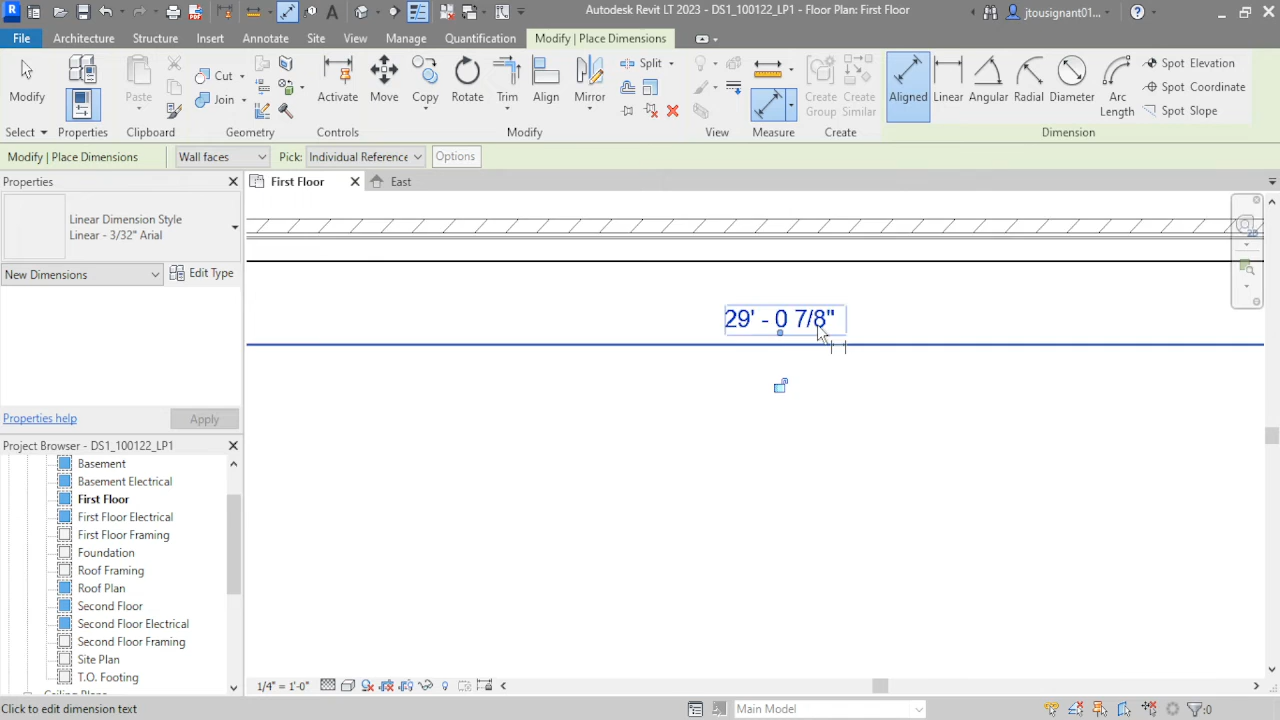 Autodesk Revit LT 2023 - DS1_100122_LP1 - Floor Plan: First Floor
jtousignant01...
File Architecture Structure Insert Annotate Site View Manage Quantification Modify | Place Dimensions
Modify Paste Cut Join Activate Move Copy Rotate Trim Align Mirror Split Create Group Create Similar Aligned Linear Angular Radial Diameter Arc Length Spot Elevation Spot Coordinate Spot Slope
Select Properties Clipboard Geometry Controls Modify View Measure Create Dimension
Modify | Place Dimensions Wall faces Pick: Individual Reference Options
Properties First Floor East
Linear Dimension Style
Linear - 3/32" Arial
New Dimensions Edit Type
29' - 0 7/8"
Properties help Apply
Project Browser - DS1_100122_LP1
Basement
Basement Electrical
First Floor
First Floor Electrical
First Floor Framing
Foundation
Roof Framing
Roof Plan
Second Floor
Second Floor Electrical
Second Floor Framing
Site Plan
T.O. Footing
Ceiling Plans
1/4" = 1'-0"
Click to edit dimension text Main Model :0